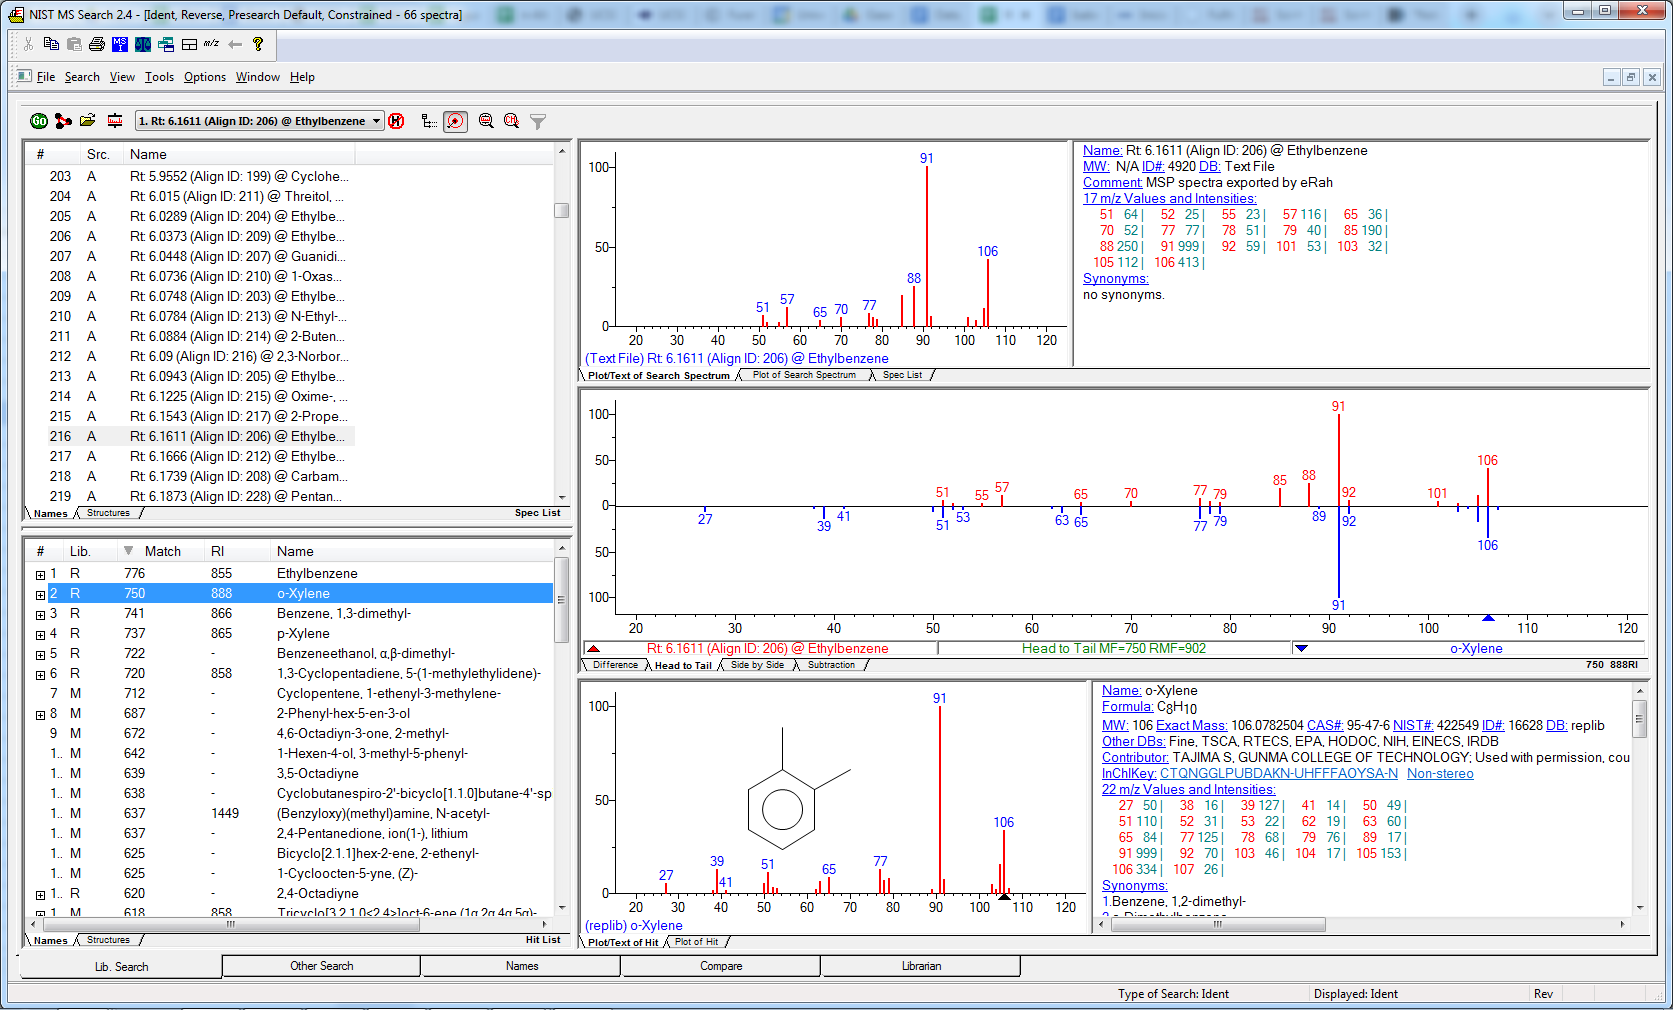 NIST MS Search 2.4 - [Ident, Reverse, Presearch Default, Constrained - 66 spectra]
MS I m/z ?
File Search View Tools Options Window Help
GO 1. Rt: 6.1611 (Align ID: 206) @ Ethylbenzene
# Src. Name
203 A Rt: 5.9552 (Align ID: 199) @ Cyclohe...
204 A Rt: 6.015 (Align ID: 211) @ Threitol, ...
205 A Rt: 6.0289 (Align ID: 204) @ Ethylbe...
206 A Rt: 6.0373 (Align ID: 209) @ Ethylbe...
207 A Rt: 6.0448 (Align ID: 207) @ Guanidi...
208 A Rt: 6.0736 (Align ID: 210) @ 1-Oxas...
209 A Rt: 6.0748 (Align ID: 203) @ Ethylbe...
210 A Rt: 6.0784 (Align ID: 213) @ N-Ethyl-...
211 A Rt: 6.0884 (Align ID: 214) @ 2-Buten...
212 A Rt: 6.09 (Align ID: 216) @ 2,3-Norbor...
213 A Rt: 6.0943 (Align ID: 205) @ Ethylbe...
214 A Rt: 6.1225 (Align ID: 215) @ Oxime-, ...
215 A Rt: 6.1543 (Align ID: 217) @ 2-Prope...
216 A Rt: 6.1611 (Align ID: 206) @ Ethylbe...
217 A Rt: 6.1666 (Align ID: 212) @ Ethylbe...
218 A Rt: 6.1739 (Align ID: 208) @ Carbam...
219 A Rt: 6.1873 (Align ID: 228) @ Pentan...
Names Structures Spec List
# Lib. Match RI Name
1 R 776 855 Ethylbenzene
2 R 750 888 o-Xylene
3 R 741 866 Benzene, 1,3-dimethyl-
4 R 737 865 p-Xylene
5 R 722 - Benzeneethanol, α,β-dimethyl-
6 R 720 858 1,3-Cyclopentadiene, 5-(1-methylethylidene)-
7 M 712 - Cyclopentene, 1-ethenyl-3-methylene-
8 M 687 - 2-Phenyl-hex-5-en-3-ol
9 M 672 - 4,6-Octadiyn-3-one, 2-methyl-
1.. M 642 - 1-Hexen-4-ol, 3-methyl-5-phenyl-
1.. M 639 - 3,5-Octadiyne
1.. M 638 - Cyclobutanespiro-2'-bicyclo[1.1.0]butane-4'-sp
1.. M 637 1449 (Benzyloxy)(methyl)amine, N-acetyl-
1.. M 637 - 2,4-Pentanedione, ion(1-), lithium
1.. M 625 - Bicyclo[2.1.1]hex-2-ene, 2-ethenyl-
1.. M 625 - 1-Cycloocten-5-yne, (Z)-
1.. R 620 - 2,4-Octadiyne
1.. M 618 858 Tricyclo[3.2.1.0<2,4>]oct-6-ene, (1α,2α,4α,5α)-
Names Structures Hit List
100
50
0
51 57 65 70 77 88 91 106
20 30 40 50 60 70 80 90 100 110 120
(Text File) Rt: 6.1611 (Align ID: 206) @ Ethylbenzene
Plot/Text of Search Spectrum Plot of Search Spectrum Spec List
Name: Rt: 6.1611 (Align ID: 206) @ Ethylbenzene
MW: N/A ID#: 4920 DB: Text File
Comment: MSP spectra exported by eRah
17 m/z Values and Intensities:
51 64 | 52 25 | 55 23 | 57 116 | 65 36 |
70 52 | 77 77 | 78 51 | 79 40 | 85 190 |
88 250 | 91 999 | 92 59 | 101 53 | 103 32 |
105 112 | 106 413 |
Synonyms:
no synonyms.
100
50
0
50
100
51 55 57 65 70 77 79 85 88 91 92 101 106
27 39 41 51 53 63 65 77 79 89 91 92 106
20 30 40 50 60 70 80 90 100 110 120
Rt: 6.1611 (Align ID: 206) @ Ethylbenzene Head to Tail MF=750 RMF=902 o-Xylene
Difference Head to Tail Side by Side Subtraction 750 888RI
100
50
0
27 39 41 51 65 77 91 106
20 30 40 50 60 70 80 90 100 110 120
(replib) o-Xylene
Plot/Text of Hit Plot of Hit
Name: o-Xylene
Formula: C8H10
MW: 106 Exact Mass: 106.0782504 CAS#: 95-47-6 NIST#: 422549 ID#: 16628 DB: replib
Other DBs: Fine, TSCA, RTECS, EPA, HODOC, NIH, EINECS, IRDB
Contributor: TAJIMA S, GUNMA COLLEGE OF TECHNOLOGY; Used with permission, cou
InChIKey: CTQNGGLPUBDAKN-UHFFFAOYSA-N Non-stereo
22 m/z Values and Intensities:
27 50 | 38 16 | 39 127 | 41 14 | 50 49 |
51 110 | 52 31 | 53 22 | 62 19 | 63 60 |
65 84 | 77 125 | 78 68 | 79 76 | 89 17 |
91 999 | 92 70 | 103 46 | 104 17 | 105 153 |
106 334 | 107 26 |
Synonyms:
1.Benzene, 1,2-dimethyl-
2.o-Dimethylbenzene
Lib. Search Other Search Names Compare Librarian
Type of Search: Ident Displayed: Ident Rev